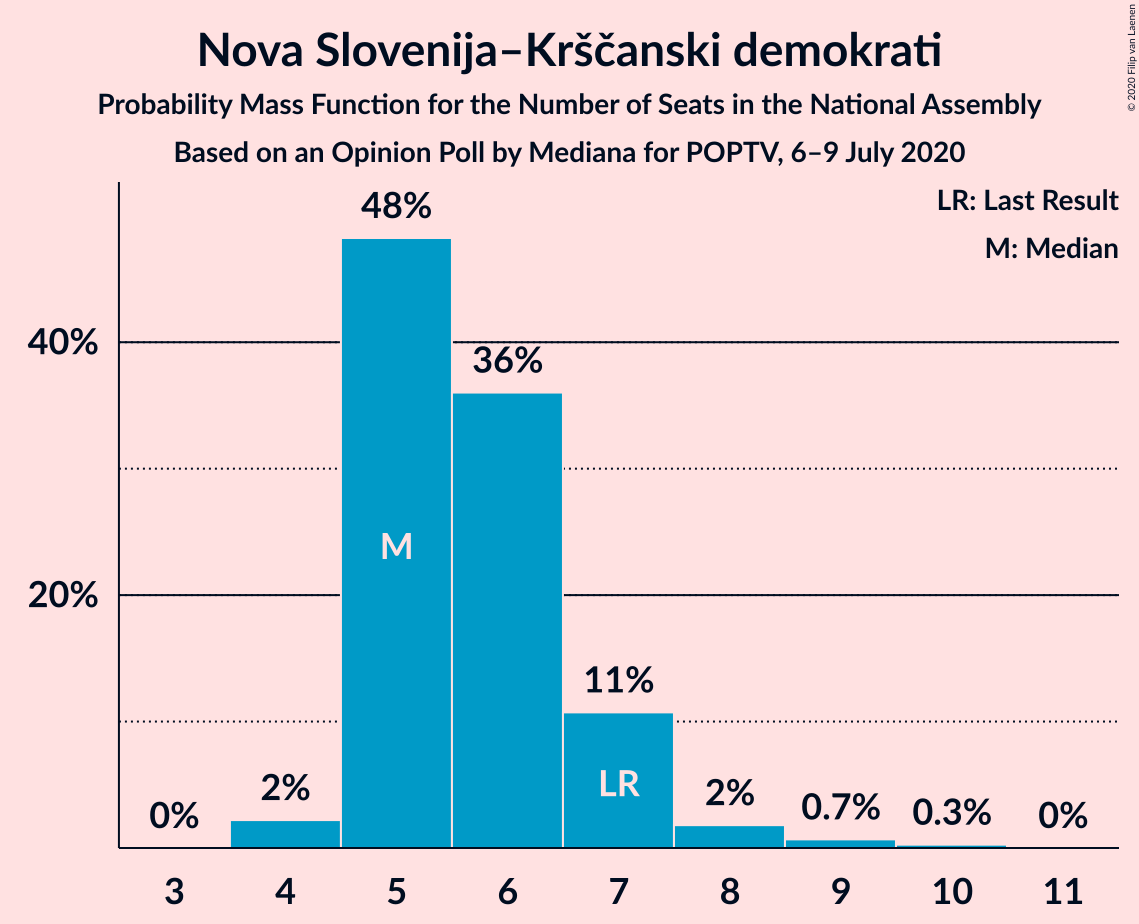 Nova Slovenija–Krščanski demokrati
Probability Mass Function for the Number of Seats in the National Assembly
Based on an Opinion Poll by Mediana for POPTV, 6–9 July 2020
© 2020 Filip van Laenen
LR: Last Result
M: Median
48%
40%
36%
M
20%
11%
LR
0%
2%
2%
0.7%
0.3%
0%
3 4 5 6 7 8 9 10 11